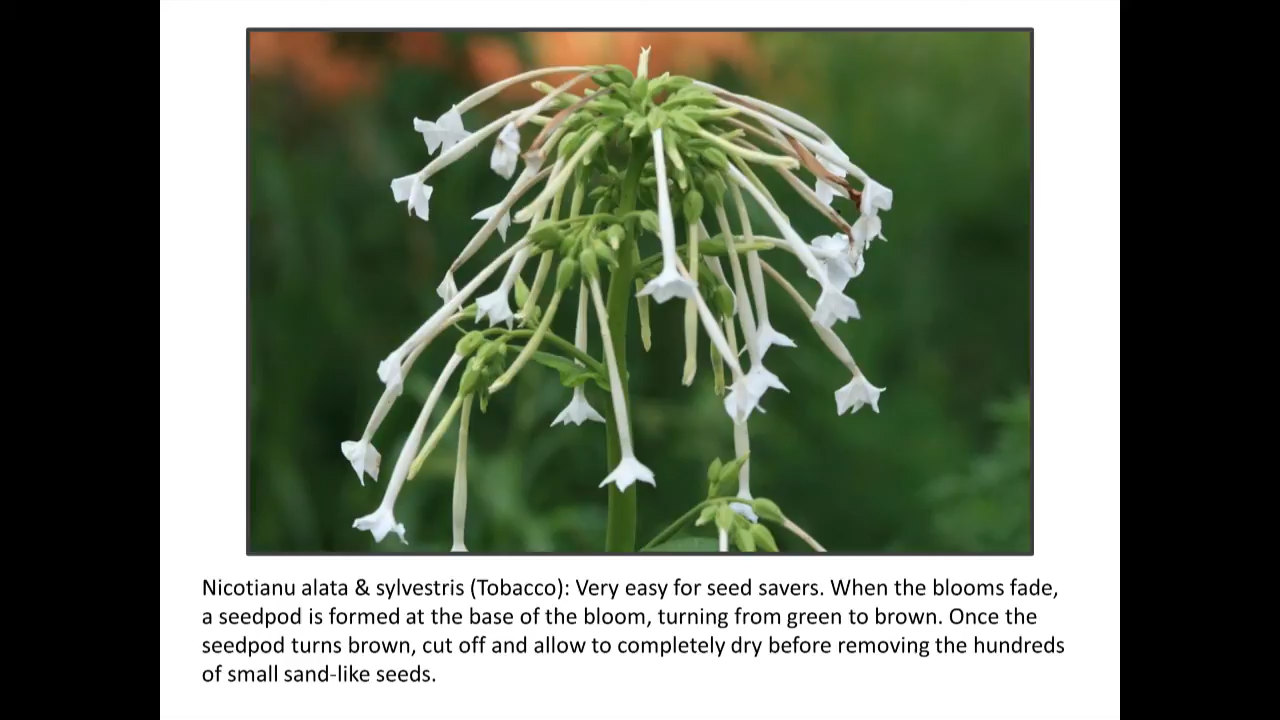 Nicotianu alata & sylvestris (Tobacco): Very easy for seed savers. When the blooms fade,
a seedpod is formed at the base of the bloom, turning from green to brown. Once the
seedpod turns brown, cut off and allow to completely dry before removing the hundreds
of small sand-like seeds.